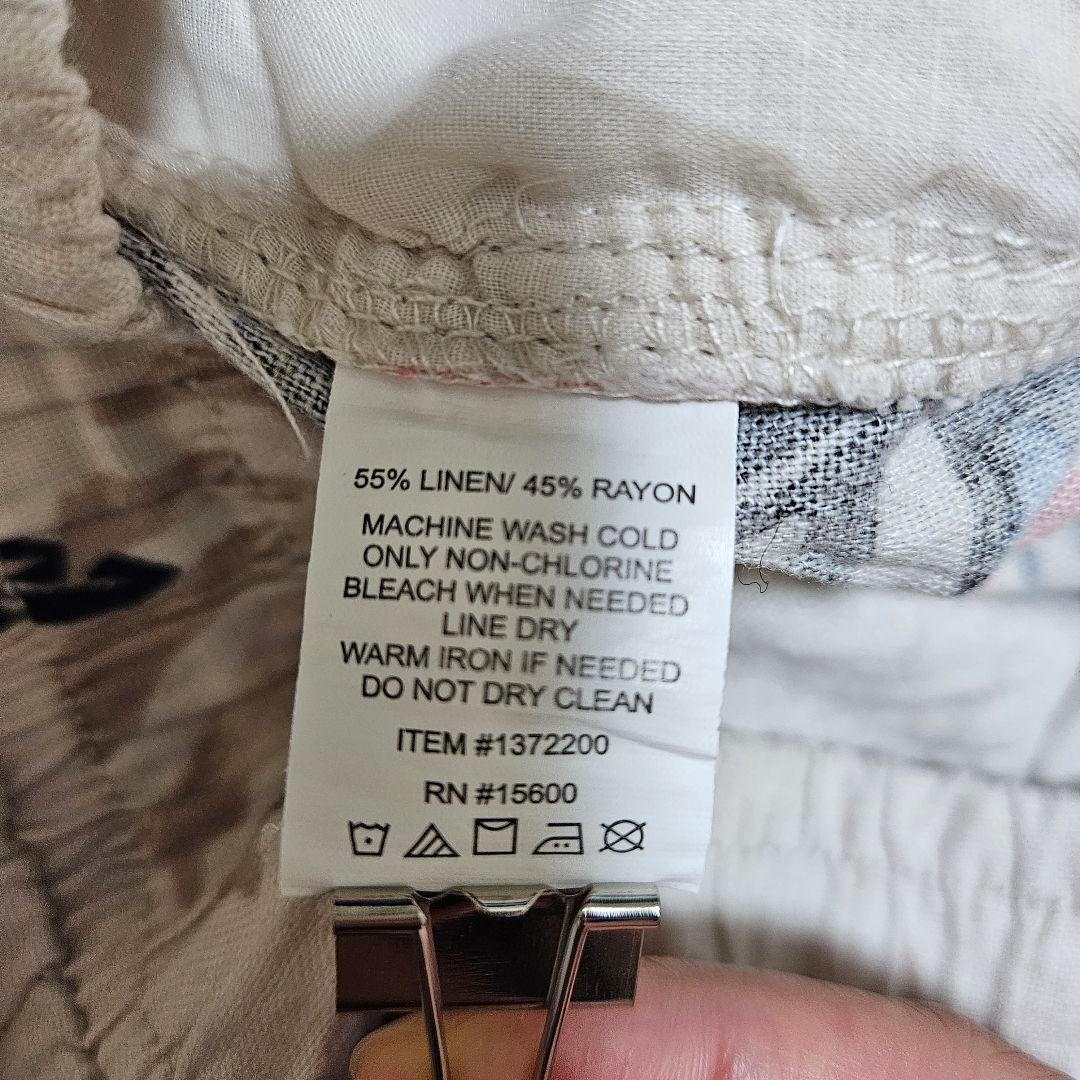 55% LINEN/ 45% RAYON
MACHINE WASH COLD
ONLY NON-CHLORINE
BLEACH WHEN NEEDED
LINE DRY
WARM IRON IF NEEDED
DO NOT DRY CLEAN
ITEM #1372200
RN #15600